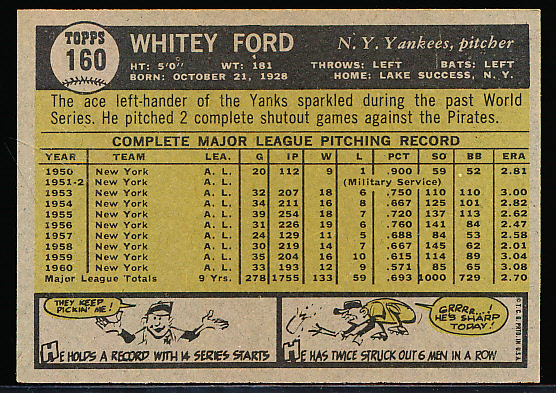 TOPPS
160
WHITEY FORD
N. Y. Yankees, pitcher
HT: 5'0" WT: 181 THROWS: LEFT BATS: LEFT
BORN: OCTOBER 21, 1928 HOME: LAKE SUCCESS, N. Y.
The ace left-hander of the Yanks sparkled during the past World
Series. He pitched 2 complete shutout games against the Pirates.
COMPLETE MAJOR LEAGUE PITCHING RECORD
YEAR TEAM LEA. G IP W L PCT SO BB ERA
1950 New York A. L. 20 112 9 1 .900 59 52 2.81
1951-2 New York A. L. (Military Service)
1953 New York A. L. 32 207 18 6 .750 110 110 3.00
1954 New York A. L. 34 211 16 8 .667 125 101 2.82
1955 New York A. L. 39 254 18 7 .720 137 113 2.62
1956 New York A. L. 31 226 19 6 .760 141 84 2.47
1957 New York A. L. 24 129 11 5 .688 84 53 2.58
1958 New York A. L. 30 219 14 7 .667 145 62 2.01
1959 New York A. L. 35 204 16 10 .615 114 89 3.04
1960 New York A. L. 33 193 12 9 .571 85 65 3.08
Major League Totals 9 Yrs. 278 1755 133 59 .693 1000 729 2.70
THEY KEEP
PICKIN' ME!
HE HOLDS A RECORD WITH 14 SERIES STARTS
GRRRR....
HE'S SHARP
TODAY!
HE HAS TWICE STRUCK OUT 6 MEN IN A ROW
© T.C.G. PRTD. IN U.S.A.